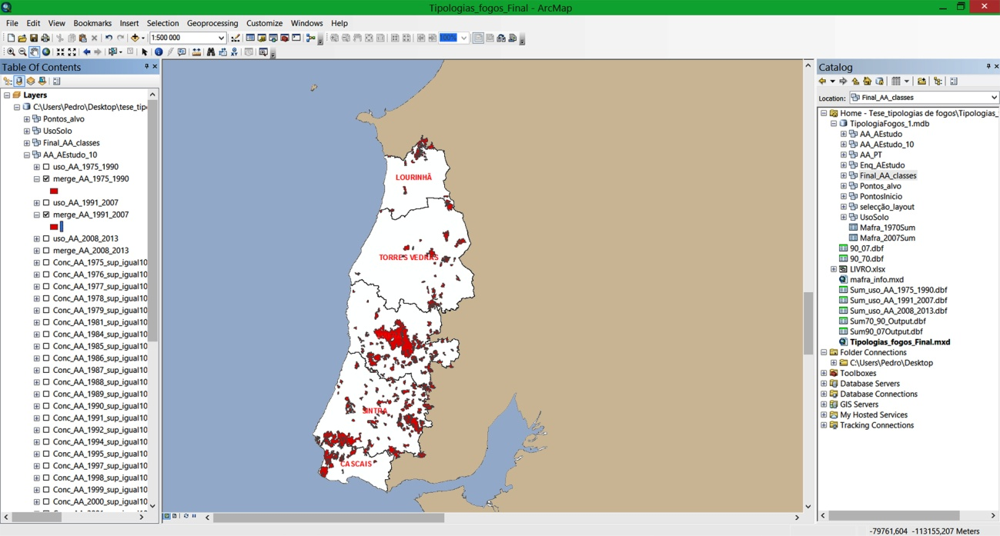 Tipologias_fogos_Final - ArcMap
File Edit View Bookmarks Insert Selection Geoprocessing Customize Windows Help
1:500 000
100%
Table Of Contents
Layers
C:\Users\Pedro\Desktop\tese_tip
Pontos_alvo
UsoSolo
Final_AA_classes
AA_AEstudo_10
uso_AA_1975_1990
merge_AA_1975_1990
uso_AA_1991_2007
merge_AA_1991_2007
uso_AA_2008_2013
merge_AA_2008_2013
Conc_AA_1975_sup_igual10
Conc_AA_1976_sup_igual10
Conc_AA_1977_sup_igual10
Conc_AA_1978_sup_igual10
Conc_AA_1979_sup_igual10
Conc_AA_1981_sup_igual10
Conc_AA_1984_sup_igual10
Conc_AA_1985_sup_igual10
Conc_AA_1986_sup_igual10
Conc_AA_1987_sup_igual10
Conc_AA_1988_sup_igual10
Conc_AA_1989_sup_igual10
Conc_AA_1990_sup_igual10
Conc_AA_1991_sup_igual10
Conc_AA_1992_sup_igual10
Conc_AA_1994_sup_igual10
Conc_AA_1995_sup_igual10
Conc_AA_1997_sup_igual10
Conc_AA_1998_sup_igual10
Conc_AA_1999_sup_igual10
Conc_AA_2000_sup_igual10
LOURINHÃ
TORRES VEDRAS
SINTRA
CASCAIS
Catalog
Location: Final_AA_classes
Home - Tese_tipologias de fogos\Tipologias_
TipologiaFogos_1.mdb
AA_AEstudo
AA_AEstudo_10
AA_PT
Enq_AEstudo
Final_AA_classes
Pontos_alvo
PontosInicio
selecção_layout
UsoSolo
Mafra_1970Sum
Mafra_2007Sum
90_07.dbf
90_70.dbf
LIVRO.xlsx
mafra_info.mxd
Sum_uso_AA_1975_1990.dbf
Sum_uso_AA_1991_2007.dbf
Sum_uso_AA_2008_2013.dbf
Sum70_90_Output.dbf
Sum90_07Output.dbf
Tipologias_fogos_Final.mxd
Folder Connections
C:\Users\Pedro\Desktop
Toolboxes
Database Servers
Database Connections
GIS Servers
My Hosted Services
Tracking Connections
-79761,604 -113155,207 Meters